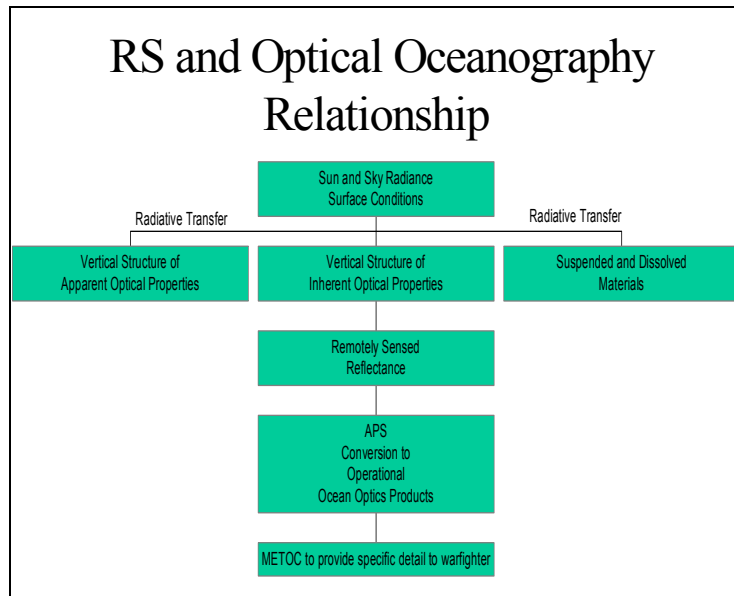 RS and Optical Oceanography
Relationship
Sun and Sky Radiance
Surface Conditions
Radiative Transfer
Radiative Transfer
Vertical Structure of
Apparent Optical Properties
Vertical Structure of
Inherent Optical Properties
Suspended and Dissolved
Materials
Remotely Sensed
Reflectance
APS
Conversion to
Operational
Ocean Optics Products
METOC to provide specific detail to warfighter